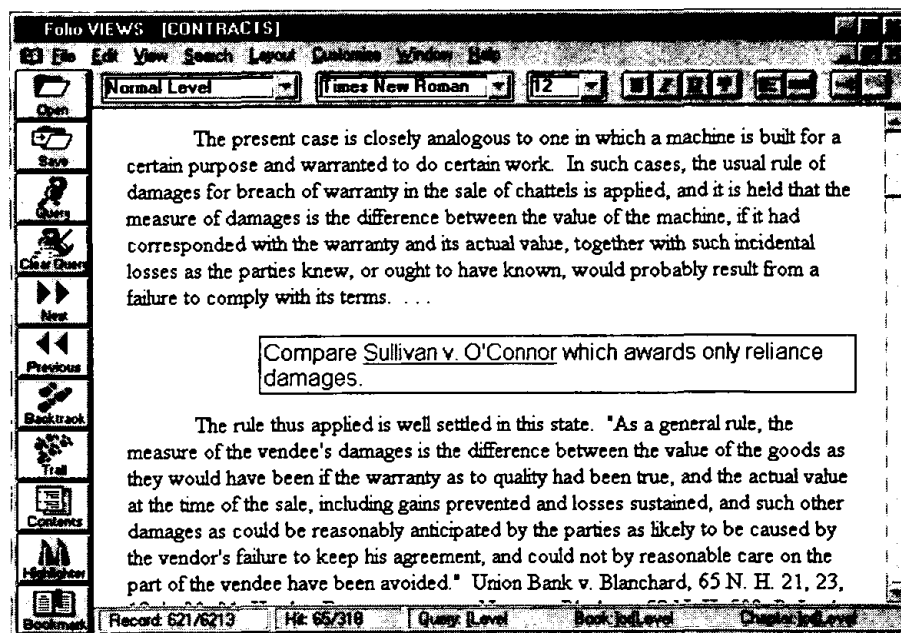 Folio VIEWS [CONTRACTS]
File Edit View Search Layout Customize Window Help
Normal Level Times New Roman 12
Open
Save
Query
Clear Query
Next
Previous
Backtrack
Trail
Contents
Highlighter
Bookmark
The present case is closely analogous to one in which a machine is built for a
certain purpose and warranted to do certain work. In such cases, the usual rule of
damages for breach of warranty in the sale of chattels is applied, and it is held that the
measure of damages is the difference between the value of the machine, if it had
corresponded with the warranty and its actual value, together with such incidental
losses as the parties knew, or ought to have known, would probably result from a
failure to comply with its terms. . . .
Compare Sullivan v. O'Connor which awards only reliance
damages.
The rule thus applied is well settled in this state. "As a general rule, the
measure of the vendee's damages is the difference between the value of the goods as
they would have been if the warranty as to quality had been true, and the actual value
at the time of the sale, including gains prevented and losses sustained, and such other
damages as could be reasonably anticipated by the parties as likely to be caused by
the vendor's failure to keep his agreement, and could not by reasonable care on the
part of the vendee have been avoided." Union Bank v. Blanchard, 65 N. H. 21, 23,
Record: 621/6213 Hit: 65/318 Query: [Level